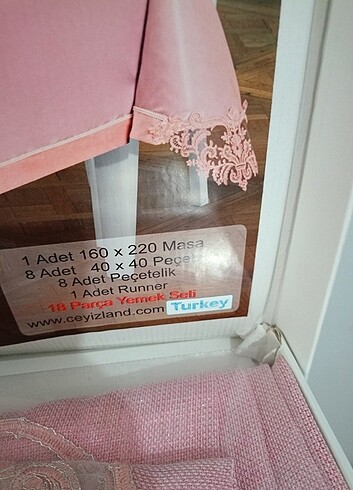 1 Adet 160 x 220 Masa
8 Adet 40 x 40 Peçe
8 Adet Peçetelik
1 Adet Runner
18 Parça Yemek Seti
www.ceyizland.com Turkey